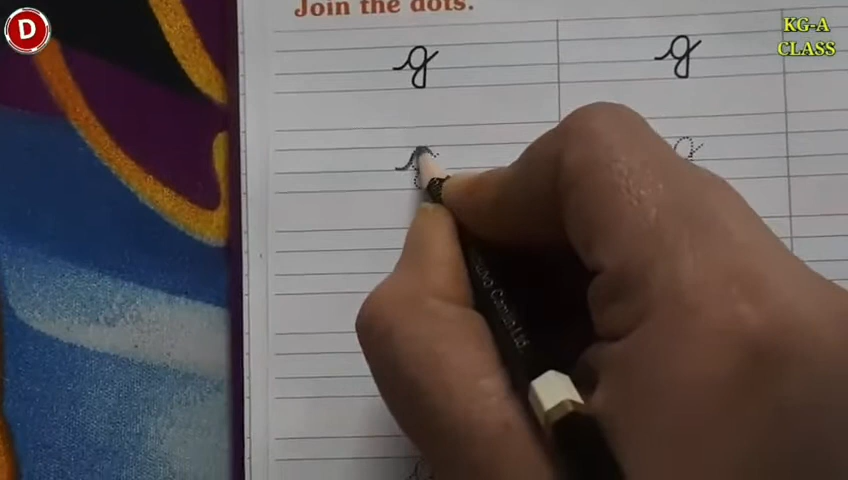 D
Join the dots.
KG-A
CLASS
g g
g